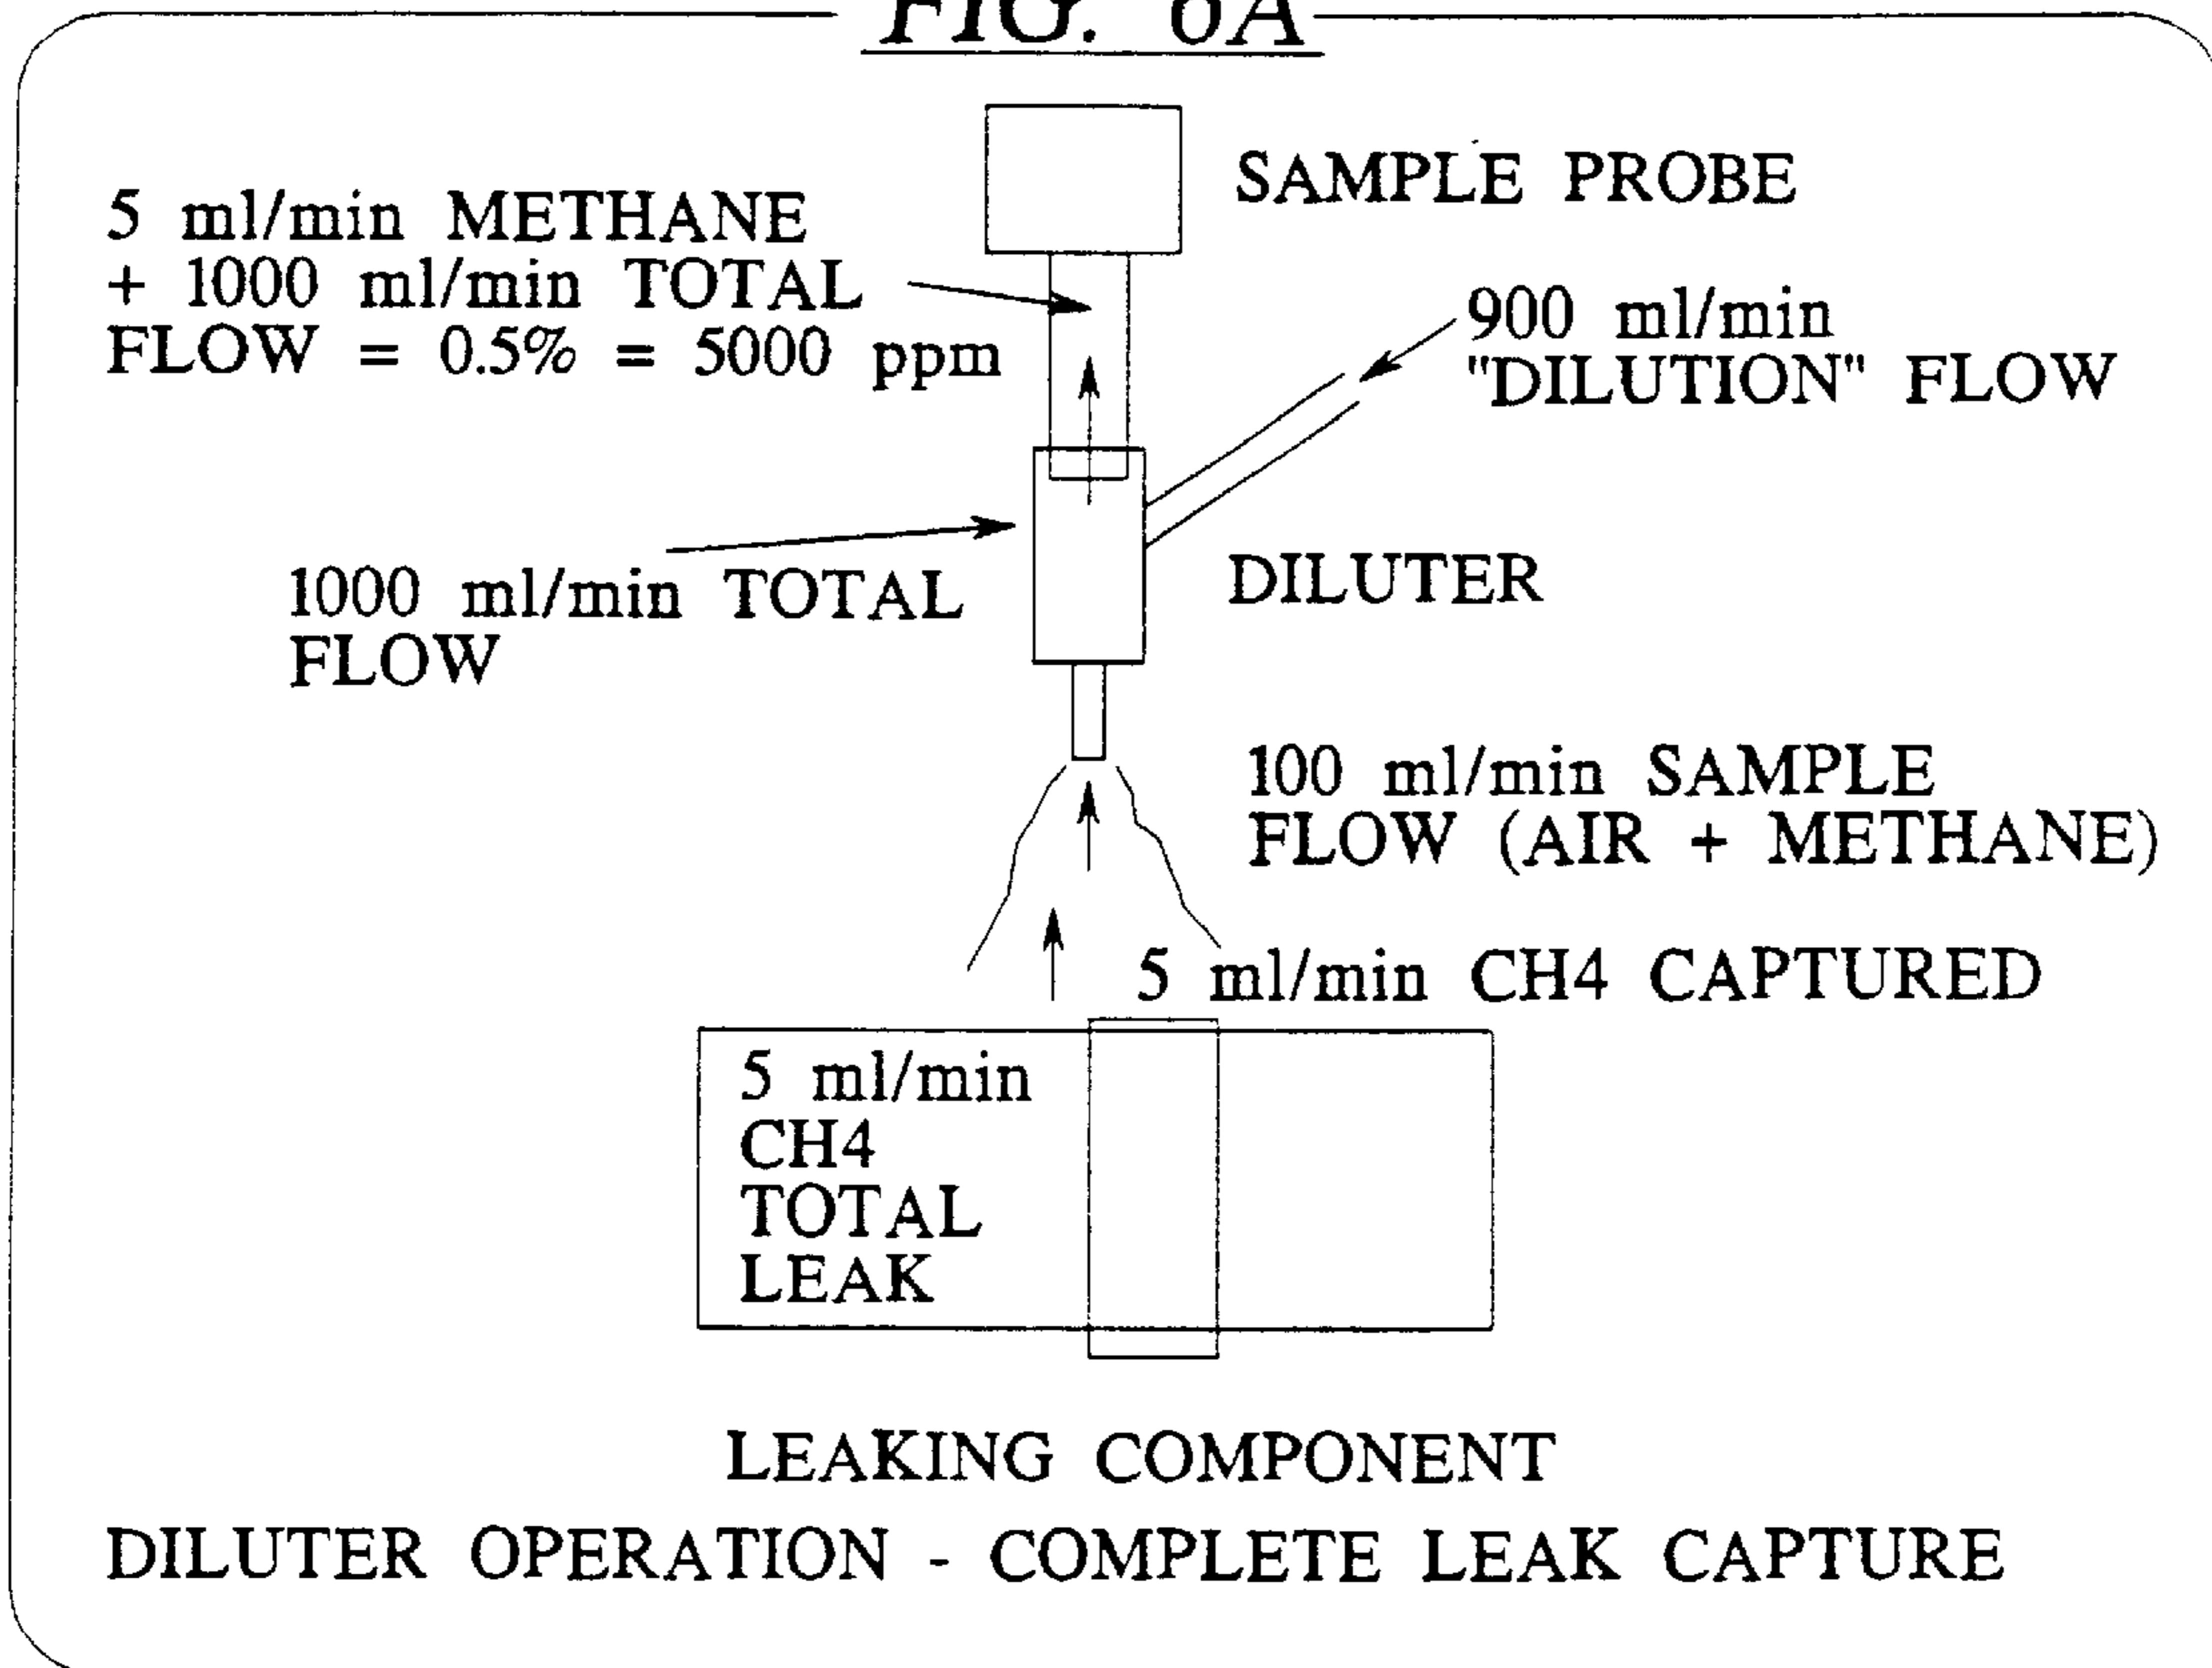 FIG. 6A
SAMPLE PROBE
5 ml/min METHANE
+ 1000 ml/min TOTAL
FLOW = 0.5% = 5000 ppm
900 ml/min
"DILUTION" FLOW
1000 ml/min TOTAL
FLOW
DILUTER
100 ml/min SAMPLE
FLOW (AIR + METHANE)
5 ml/min CH4 CAPTURED
5 ml/min
CH4
TOTAL
LEAK
LEAKING COMPONENT
DILUTER OPERATION - COMPLETE LEAK CAPTURE